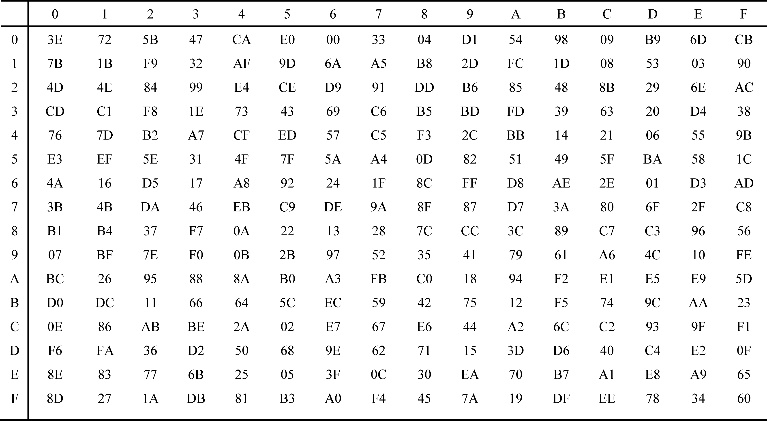 0 1 2 3 4 5 6 7 8 9 A B C D E F
0 3E 72 5B 47 CA E0 00 33 04 D1 54 98 09 B9 6D CB
1 7B 1B F9 32 AF 9D 6A A5 B8 2D FC 1D 08 53 03 90
2 4D 4E 84 99 E4 CE D9 91 DD B6 85 48 8B 29 6E AC
3 CD C1 F8 1E 73 43 69 C6 B5 BD FD 39 63 20 D4 38
4 76 7D B2 A7 CF ED 57 C5 F3 2C BB 14 21 06 55 9B
5 E3 EF 5E 31 4F 7F 5A A4 0D 82 51 49 5F BA 58 1C
6 4A 16 D5 17 A8 92 24 1F 8C FF D8 AE 2E 01 D3 AD
7 3B 4B DA 46 EB C9 DE 9A 8F 87 D7 3A 80 6F 2F C8
8 B1 B4 37 F7 0A 22 13 28 7C CC 3C 89 C7 C3 96 56
9 07 BF 7E F0 0B 2B 97 52 35 41 79 61 A6 4C 10 FE
A BC 26 95 88 8A B0 A3 FB C0 18 94 F2 E1 E5 E9 5D
B D0 DC 11 66 64 5C EC 59 42 75 12 F5 74 9C AA 23
C 0E 86 AB BE 2A 02 E7 67 E6 44 A2 6C C2 93 9F F1
D F6 FA 36 D2 50 68 9E 62 71 15 3D D6 40 C4 E2 0F
E 8E 83 77 6B 25 05 3F 0C 30 EA 70 B7 A1 E8 A9 65
F 8D 27 1A DB 81 B3 A0 F4 45 7A 19 DF EE 78 34 60